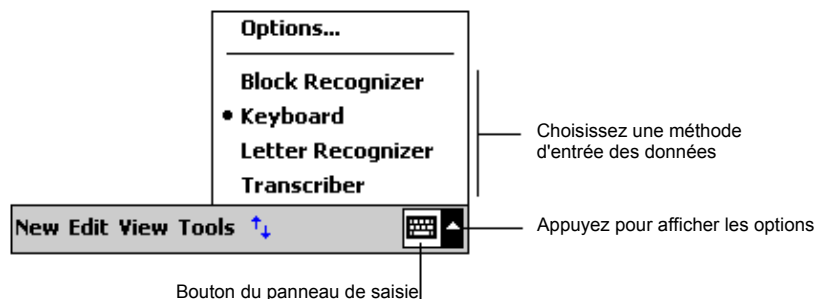 Options...
Block Recognizer
Keyboard
Letter Recognizer
Transcriber
Choisissez une méthode
d'entrée des données
New Edit View Tools
Appuyez pour afficher les options
Bouton du panneau de saisie